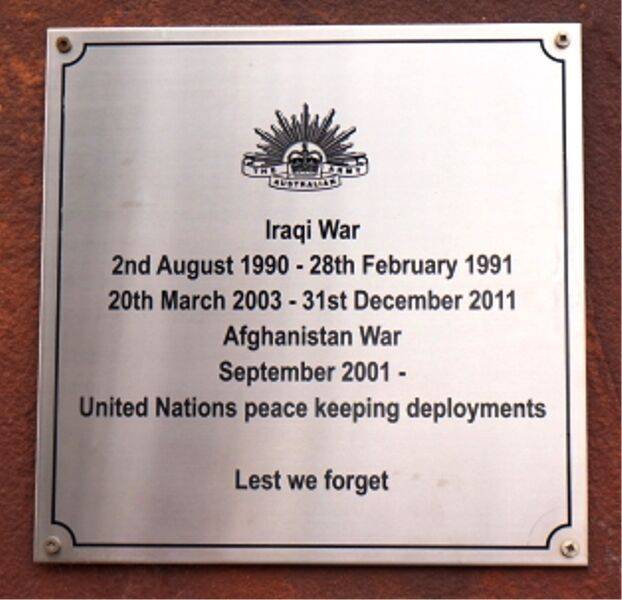 THE AUSTRALIAN ARMY
Iraqi War
2nd August 1990 - 28th February 1991
20th March 2003 - 31st December 2011
Afghanistan War
September 2001 -
United Nations peace keeping deployments
Lest we forget